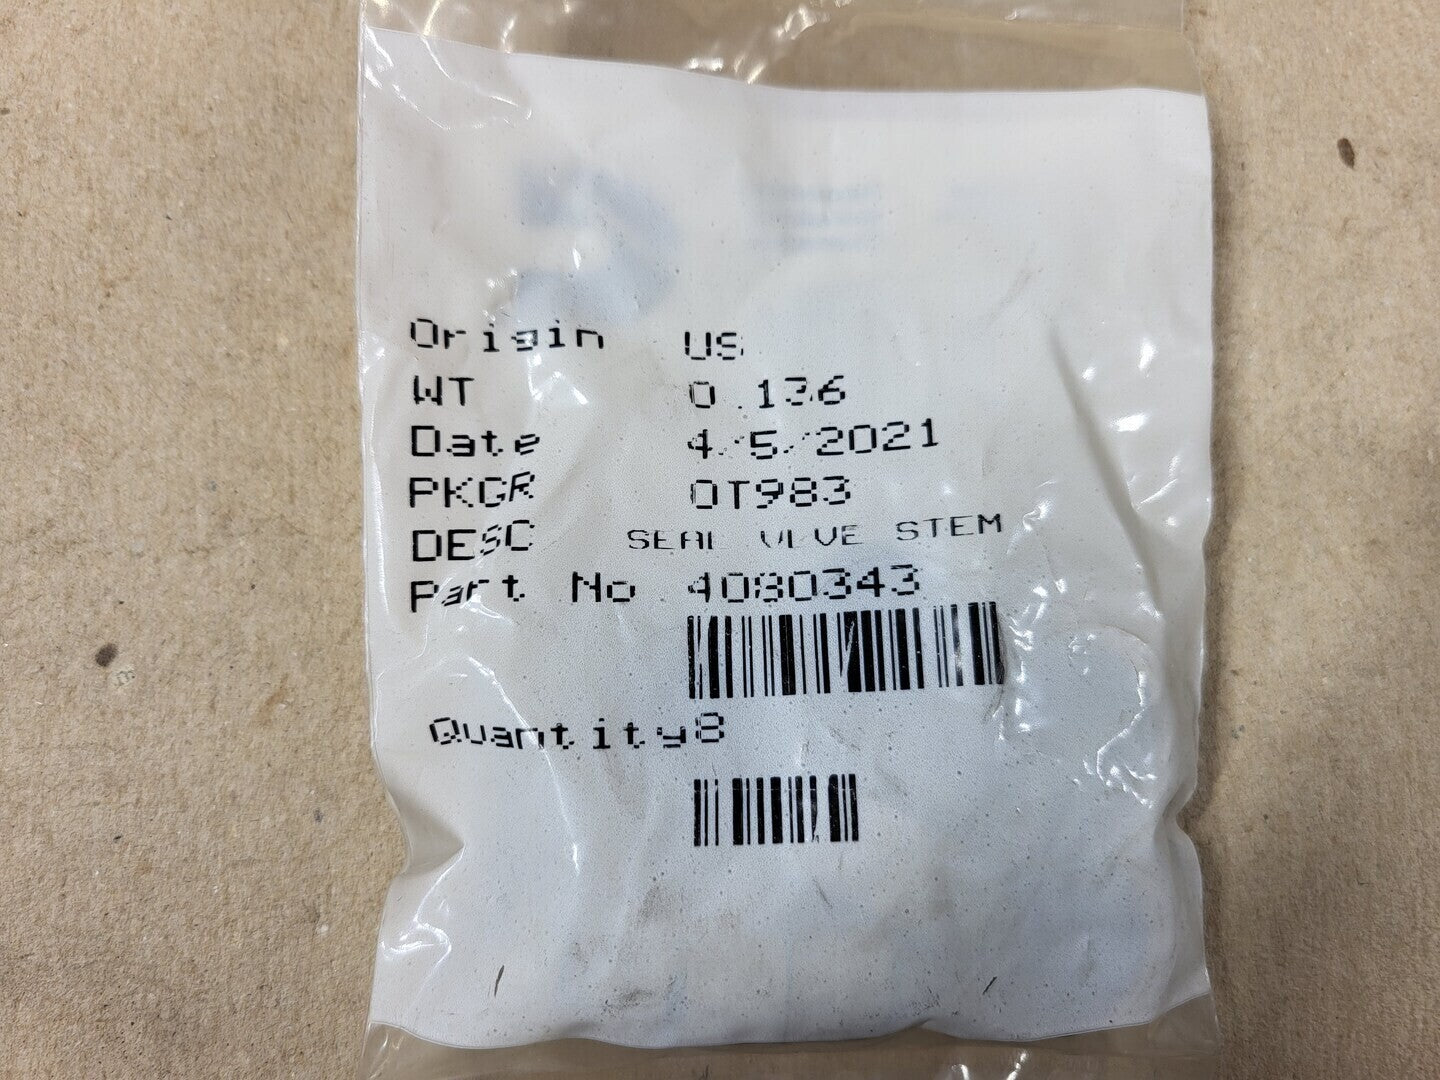 Origin US
WT 0.136
Date 4/5/2021
PKGR OT983
DESC SEAL VLVE STEM
Part No 4080343
Quantity8